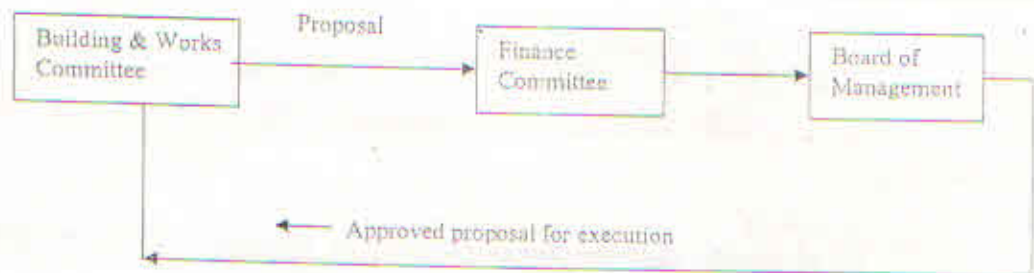 Building & Works
Committee
Proposal
Finance
Committee
Board of
Management
Approved proposal for execution